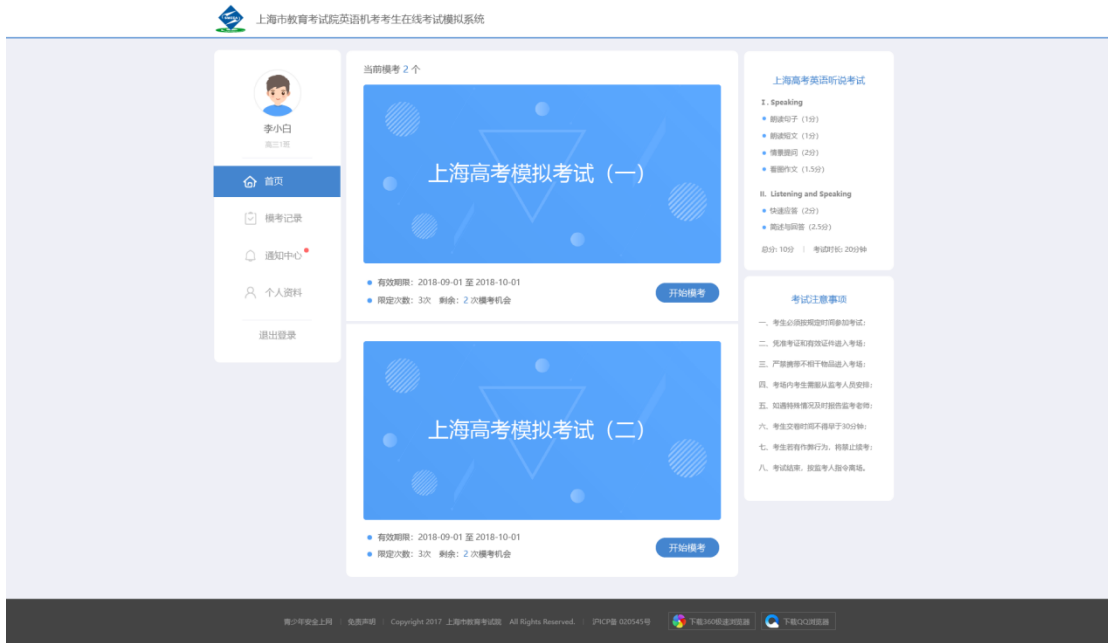 上海市教育考试院英语机考考生在线考试模拟系统
李小白
高三1班
首页
模考记录
通知中心
个人资料
退出登录
当前模考 2 个
上海高考模拟考试（一）
有效期限：2018-09-01 至 2018-10-01
限定次数：3次 剩余：2 次模考机会
开始模考
上海高考模拟考试（二）
有效期限：2018-09-01 至 2018-10-01
限定次数：3次 剩余：2 次模考机会
开始模考
上海高考英语听说考试
I. Speaking
朗读句子（1分）
朗读短文（1分）
情景提问（2分）
看图作文（1.5分）
II. Listening and Speaking
快速应答（2分）
简述与回答（2.5分）
总分: 10分 | 考试时长: 20分钟
考试注意事项
一、考生必须按规定时间参加考试；
二、凭准考证和有效证件进入考场；
三、严禁携带不相干物品进入考场；
四、考场内考生需服从监考人员安排；
五、如遇特殊情况及时报告监考老师；
六、考生交卷时间不得早于30分钟；
七、考生若有作弊行为，将禁止续考；
八、考试结束，按监考人指令离场。
青少年安全上网 | 免责声明 | Copyright 2017 上海市教育考试院 All Rights Reserved. | 沪ICP备 020545号
下载360极速浏览器
下载QQ浏览器